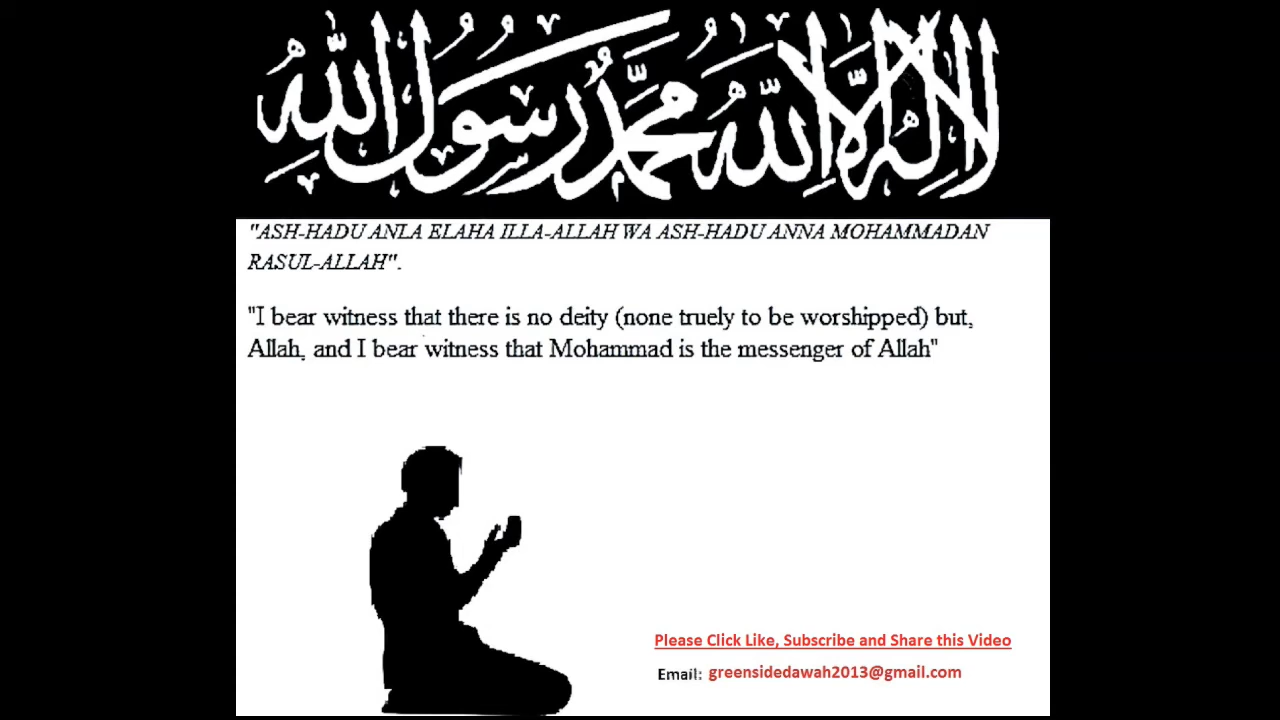 لا إله إلا الله محمد رسول الله
"ASH-HADU ANLA ELAHA ILLA-ALLAH WA ASH-HADU ANNA MOHAMMADAN
RASUL-ALLAH".
"I bear witness that there is no deity (none truely to be worshipped) but,
Allah, and I bear witness that Mohammad is the messenger of Allah"
Please Click Like, Subscribe and Share this Video
Email: greensidedawah2013@gmail.com